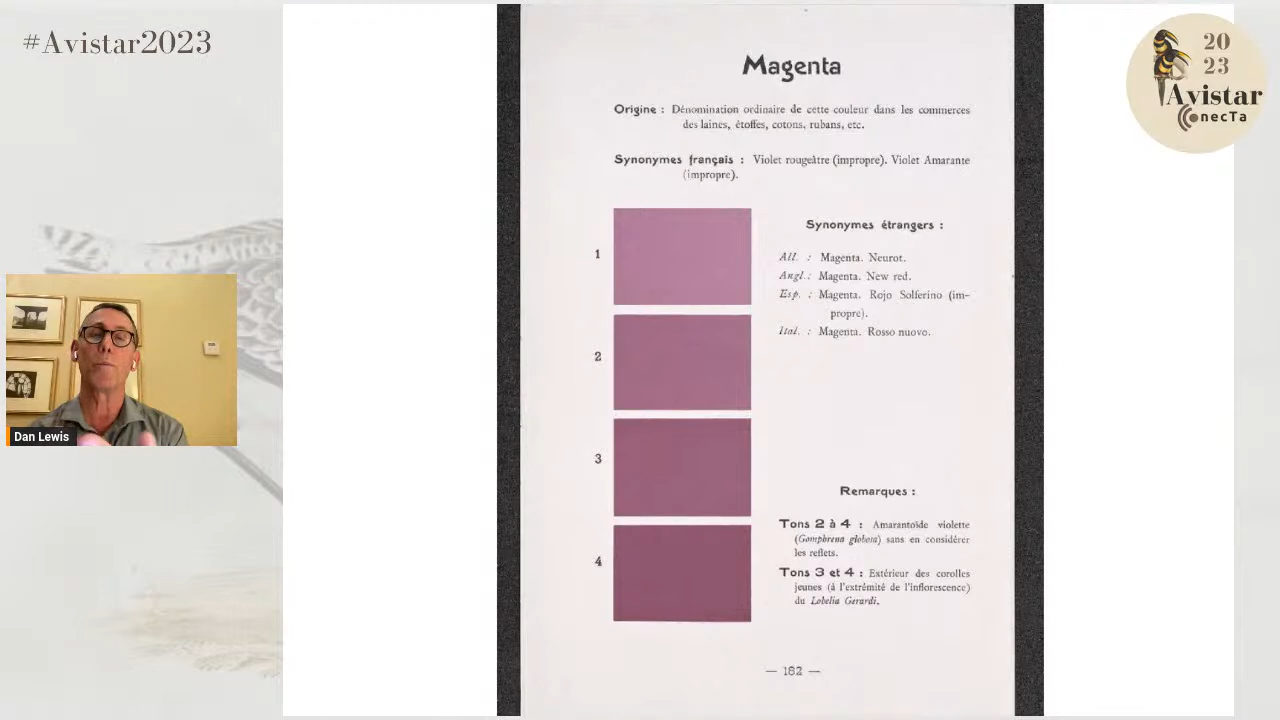 #Avistar2023
20
23
Avistar
necTa
Magenta
Origine : Dénomination ordinaire de cette couleur dans les commerces
des laines, étoffes, cotons, rubans, etc.
Synonymes français : Violet rougeâtre (impropre). Violet Amarante
(impropre).
1
2
3
4
Synonymes étrangers :
All. : Magenta. Neurot.
Angl.: Magenta. New red.
Esp. : Magenta. Rojo Solferino (im-
propre).
Ital. : Magenta. Rosso nuovo.
Remarques :
Tons 2 à 4 : Amarantoïde violette
(Gomphrena globosa) sans en considérer
les reflets.
Tons 3 et 4 : Extérieur des corolles
jeunes (à l'extrémité de l'inflorescence)
du Lobelia Gerardi.
— 182 —
Dan Lewis